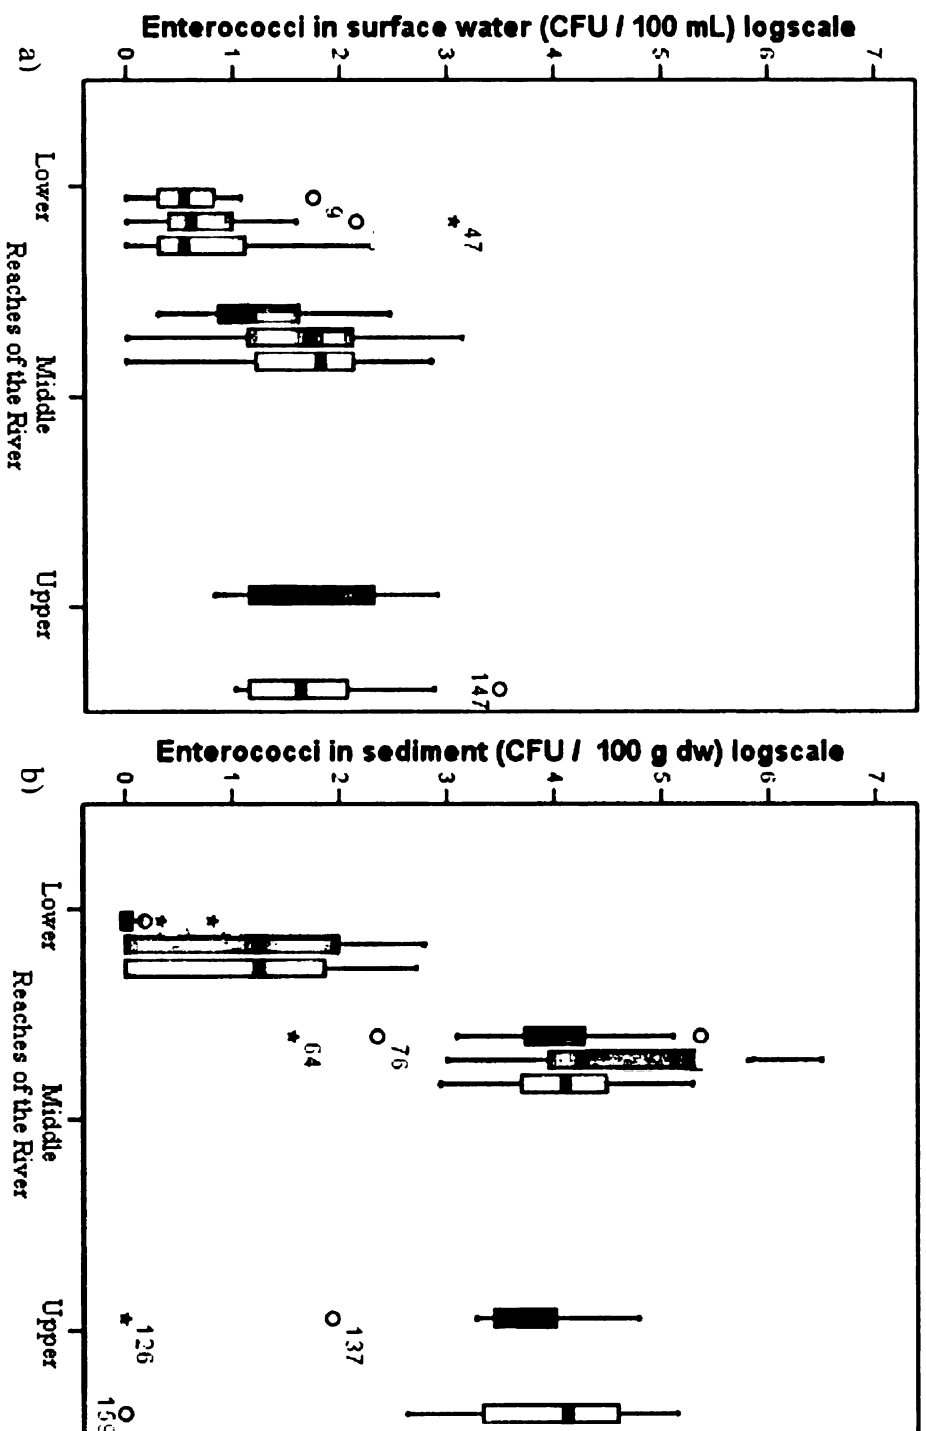 Enterococci in surface water (CFU / 100 mL) logscale
0
1
2
3
4
5
6
7
9
47
147
Lower
Middle
Upper
Reaches of the River
a)
Enterococci in sediment (CFU / 100 g dw) logscale
0
1
2
3
4
5
6
7
64
76
126
137
Lower
Middle
Upper
Reaches of the River
b)